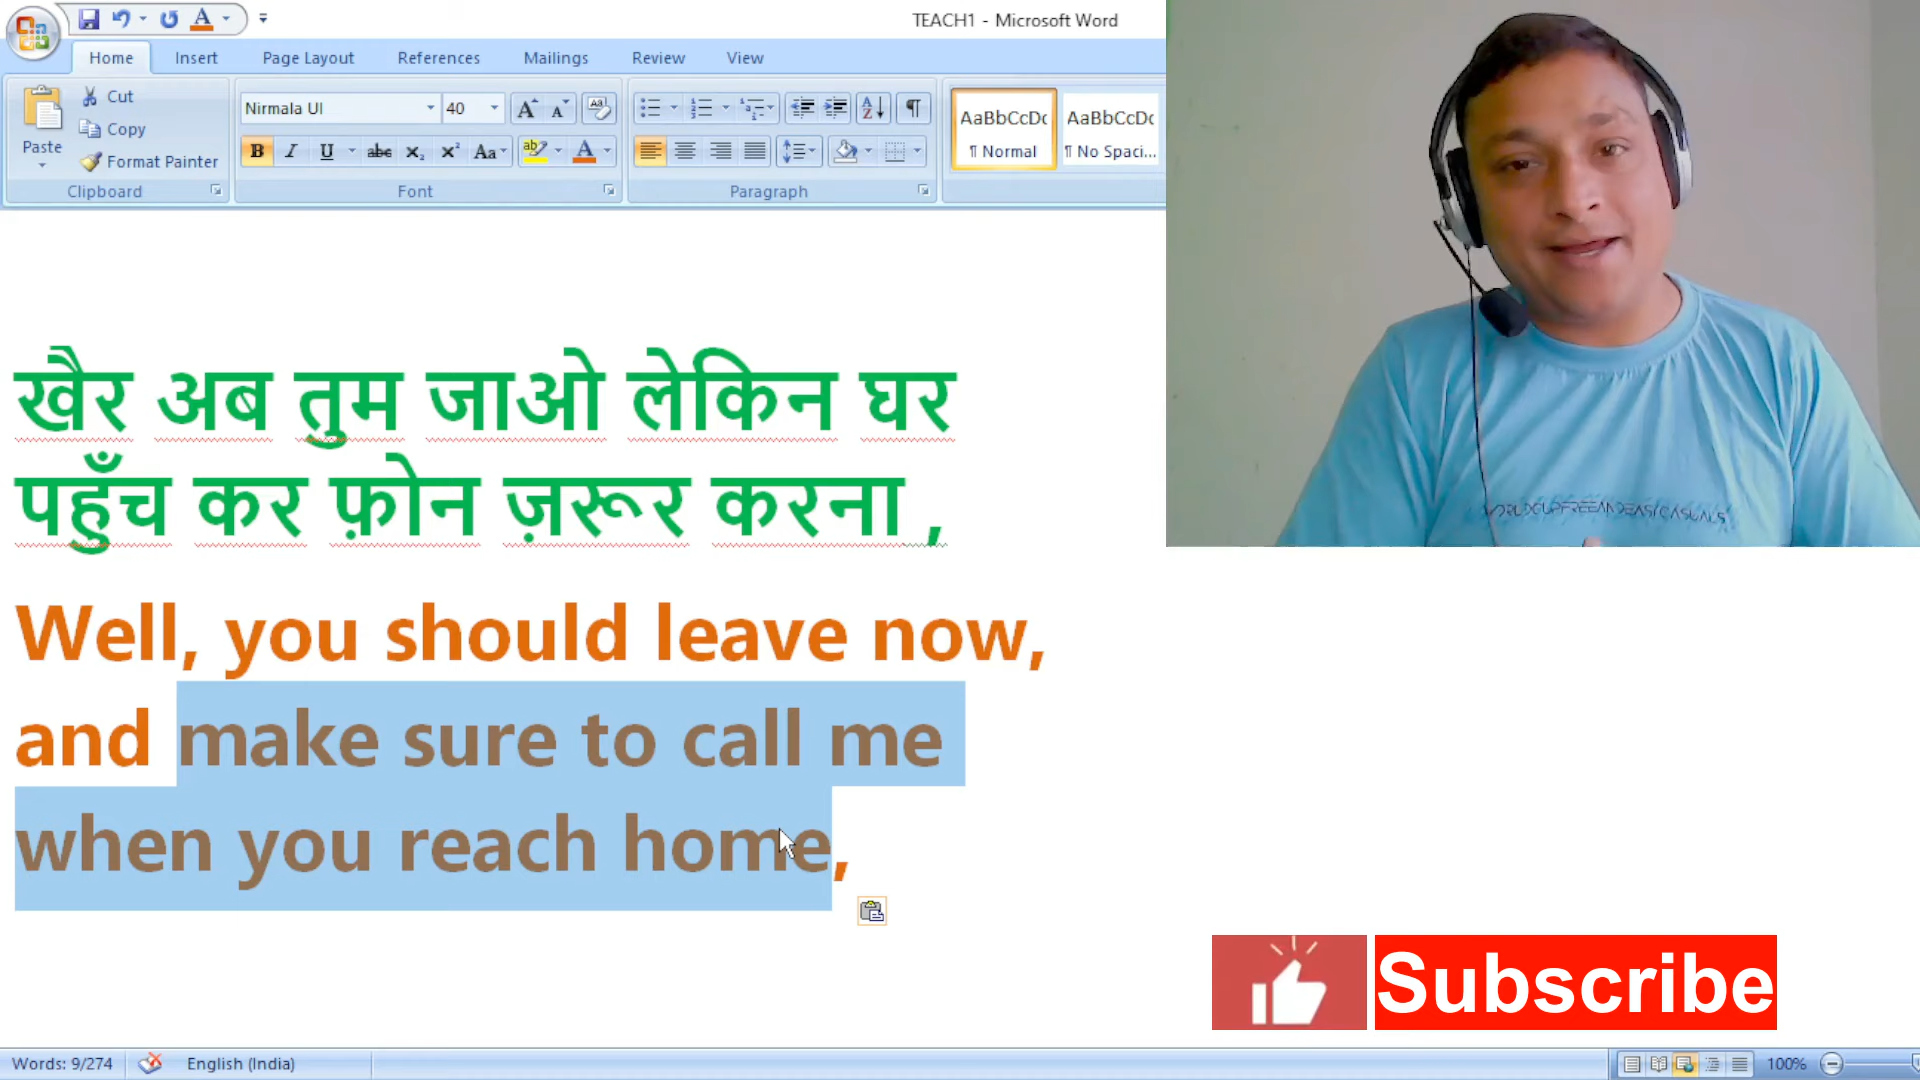 TEACH1 - Microsoft Word
Home Insert Page Layout References Mailings Review View
Paste
Cut
Copy
Format Painter
Clipboard
Nirmala UI 40
Font
Paragraph
AaBbCcDc AaBbCcDc
¶ Normal ¶ No Spaci...
खैर अब तुम जाओ लेकिन घर
पहुँच कर फ़ोन ज़रूर करना ,
Well, you should leave now,
and make sure to call me
when you reach home,
Subscribe
Words: 9/274 English (India) 100%